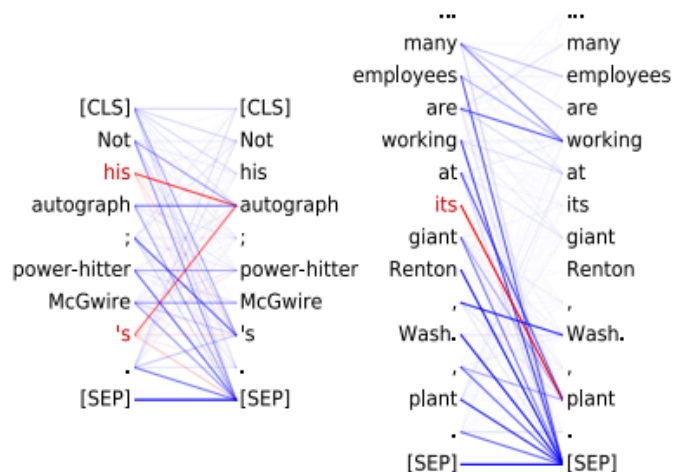 [CLS] [CLS]
Not Not
his his
autograph autograph
; ;
power-hitter power-hitter
McGwire McGwire
's 's
. .
[SEP] [SEP]
... ...
many many
employees employees
are are
working working
at at
its its
giant giant
Renton Renton
, ,
Wash. Wash.
, ,
plant plant
. .
[SEP] [SEP]